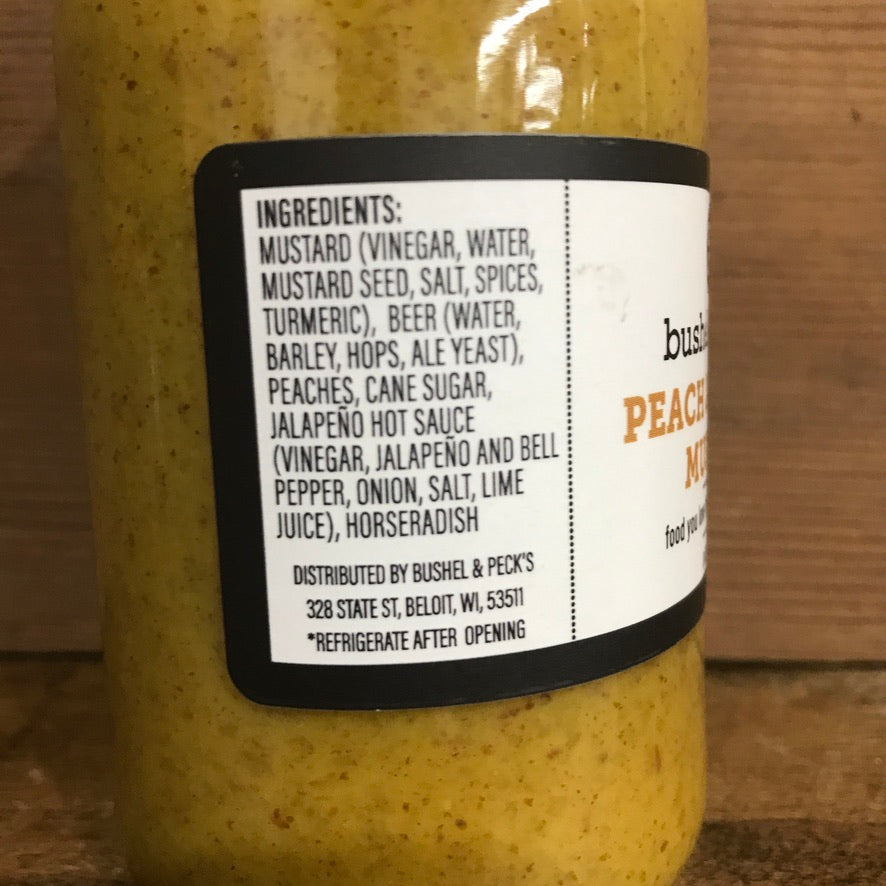 INGREDIENTS:
MUSTARD (VINEGAR, WATER,
MUSTARD SEED, SALT, SPICES,
TURMERIC), BEER (WATER,
BARLEY, HOPS, ALE YEAST),
PEACHES, CANE SUGAR,
JALAPEÑO HOT SAUCE
(VINEGAR, JALAPEÑO AND BELL
PEPPER, ONION, SALT, LIME
JUICE), HORSERADISH
DISTRIBUTED BY BUSHEL & PECK'S
328 STATE ST, BELOIT, WI, 53511
*REFRIGERATE AFTER OPENING
PEACH
food you